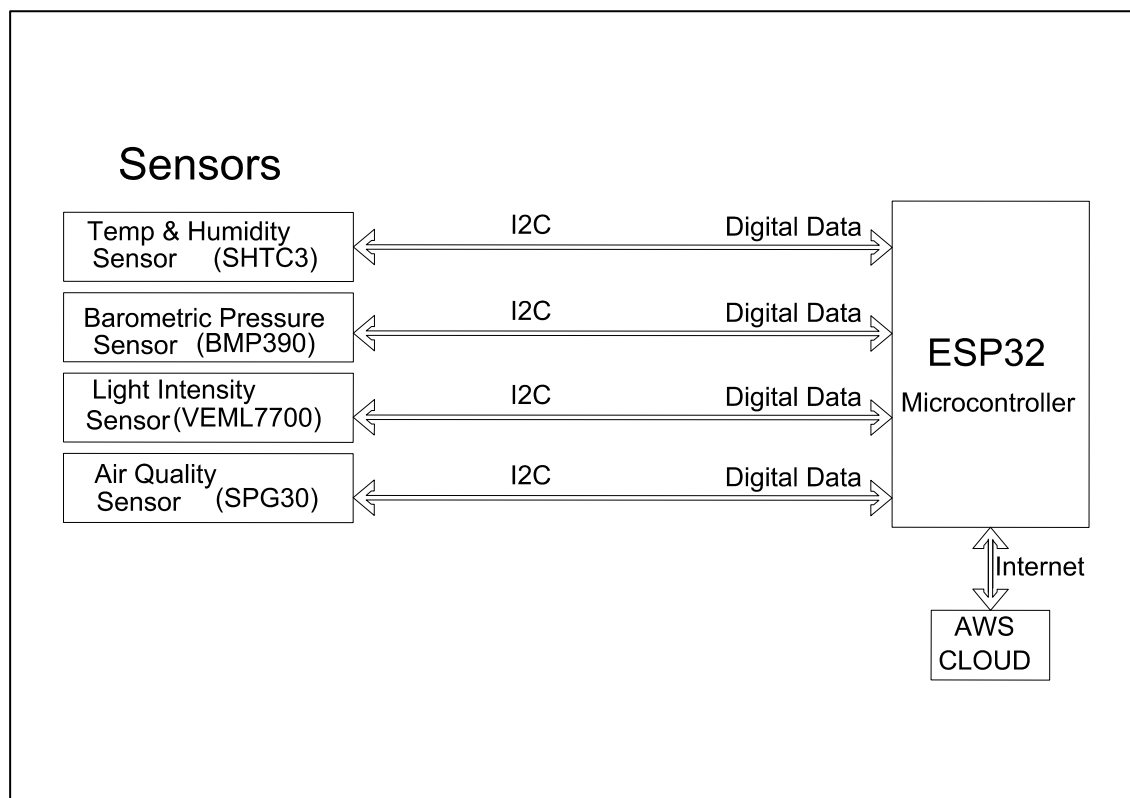 Sensors
Temp & Humidity
Sensor (SHTC3)
I2C
Digital Data
Barometric Pressure
Sensor (BMP390)
I2C
Digital Data
Light Intensity
Sensor(VEML7700)
I2C
Digital Data
Air Quality
Sensor (SPG30)
I2C
Digital Data
ESP32
Microcontroller
Internet
AWS
CLOUD